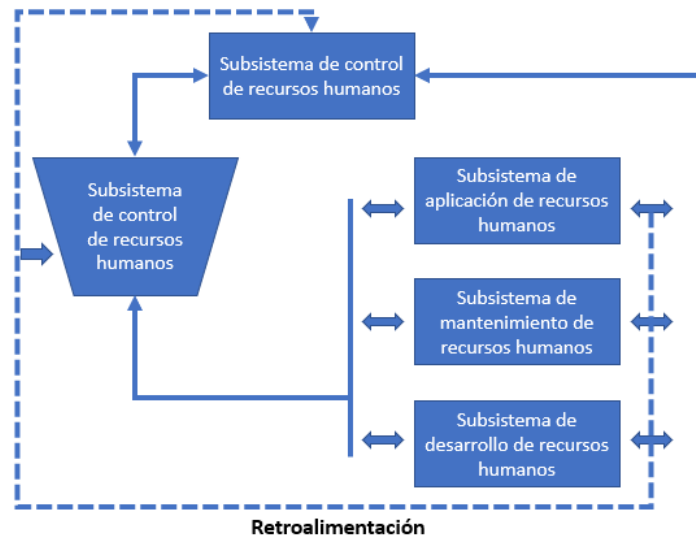 Subsistema de control
de recursos humanos
Subsistema
de control
de recursos
humanos
Subsistema de
aplicación de recursos
humanos
Subsistema de
mantenimiento de
recursos humanos
Subsistema de
desarrollo de recursos
humanos
Retroalimentación